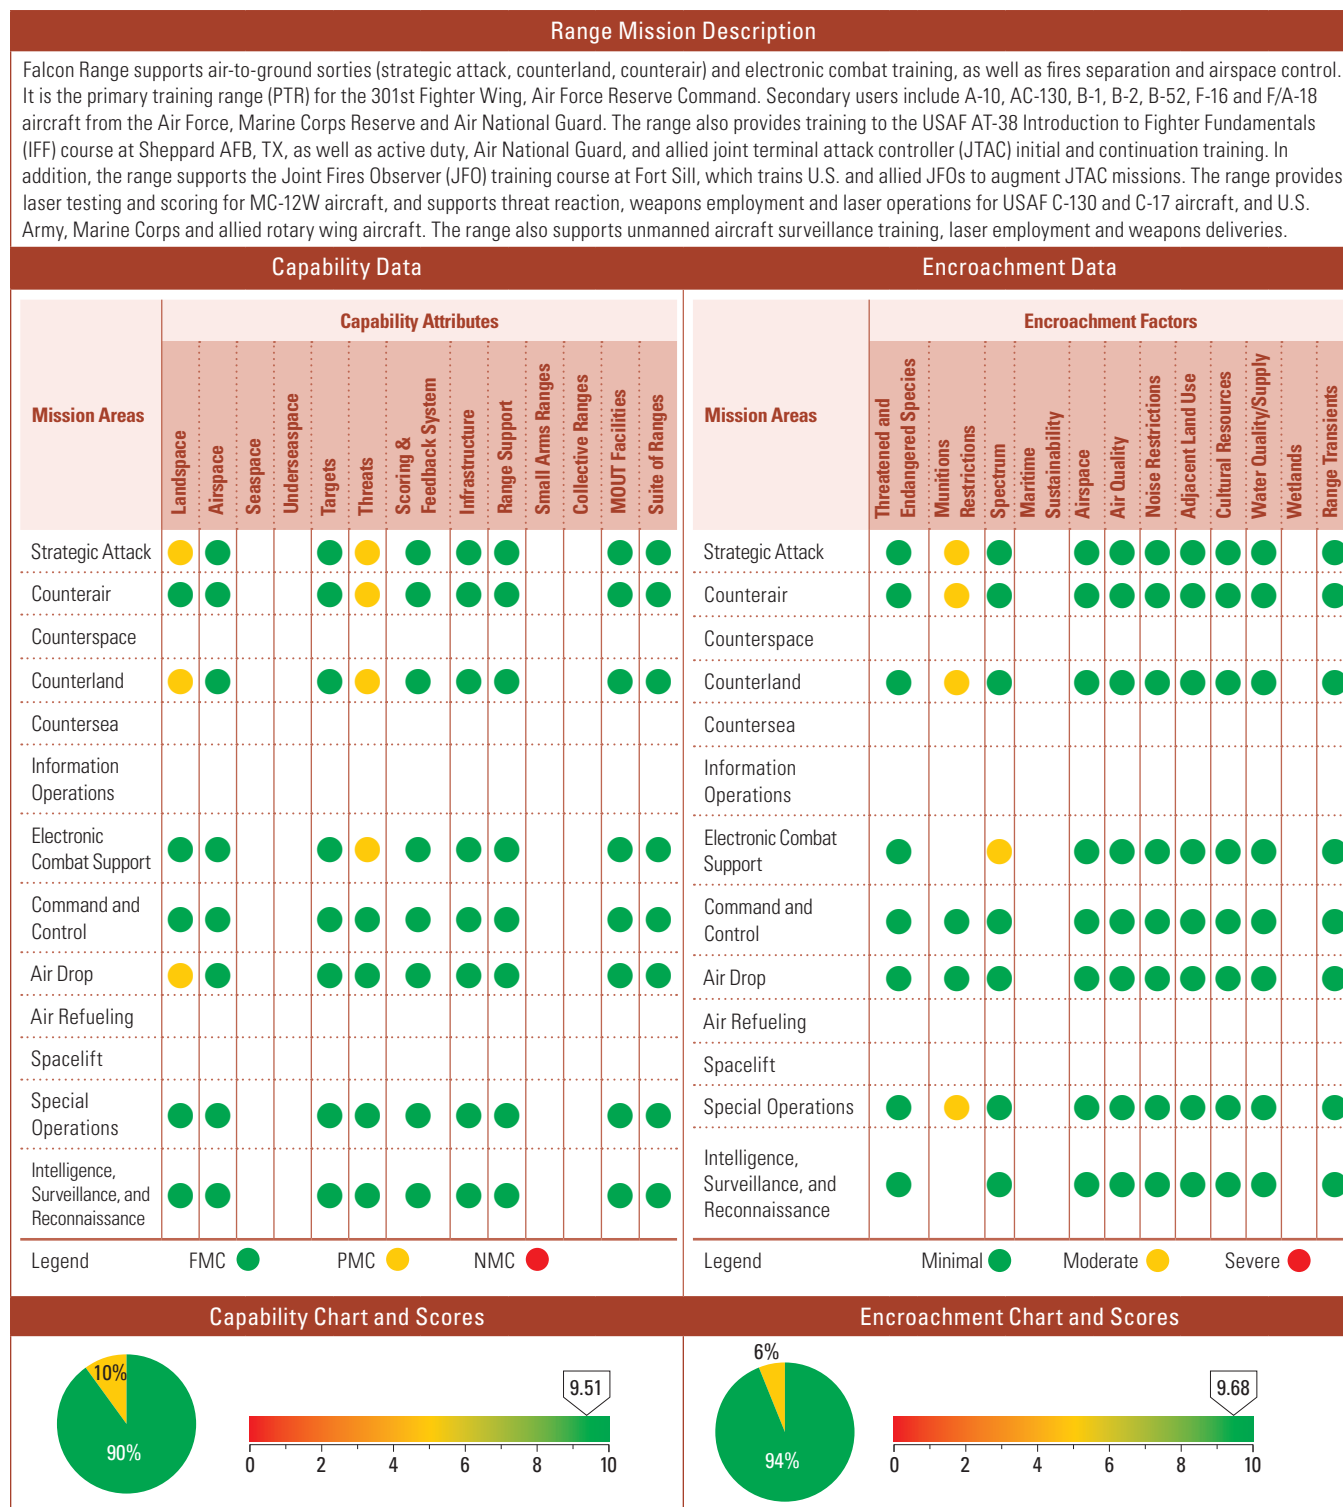 Range Mission Description
Falcon Range supports air-to-ground sorties (strategic attack, counterland, counterair) and electronic combat training, as well as fires separation and airspace control.
It is the primary training range (PTR) for the 301st Fighter Wing, Air Force Reserve Command. Secondary users include A-10, AC-130, B-1, B-2, B-52, F-16 and F/A-18
aircraft from the Air Force, Marine Corps Reserve and Air National Guard. The range also provides training to the USAF AT-38 Introduction to Fighter Fundamentals
(IFF) course at Sheppard AFB, TX, as well as active duty, Air National Guard, and allied joint terminal attack controller (JTAC) initial and continuation training. In
addition, the range supports the Joint Fires Observer (JFO) training course at Fort Sill, which trains U.S. and allied JFOs to augment JTAC missions. The range provides
laser testing and scoring for MC-12W aircraft, and supports threat reaction, weapons employment and laser operations for USAF C-130 and C-17 aircraft, and U.S.
Army, Marine Corps and allied rotary wing aircraft. The range also supports unmanned aircraft surveillance training, laser employment and weapons deliveries.
Capability Data
Mission Areas
Capability Attributes
Landspace
Airspace
Seaspace
Underseaspace
Targets
Threats
Scoring &
Feedback System
Infrastructure
Range Support
Small Arms Ranges
Collective Ranges
MOUT Facilities
Suite of Ranges
Strategic Attack
Counterair
Counterspace
Counterland
Countersea
Information
Operations
Electronic
Combat Support
Command and
Control
Air Drop
Air Refueling
Spacelift
Special
Operations
Intelligence,
Surveillance, and
Reconnaissance
Legend FMC PMC NMC
Encroachment Data
Mission Areas
Encroachment Factors
Threatened and
Endangered Species
Munitions
Restrictions
Spectrum
Maritime
Sustainability
Airspace
Air Quality
Noise Restrictions
Adjacent Land Use
Cultural Resources
Water Quality/Supply
Wetlands
Range Transients
Strategic Attack
Counterair
Counterspace
Counterland
Countersea
Information
Operations
Electronic Combat
Support
Command and
Control
Air Drop
Air Refueling
Spacelift
Special Operations
Intelligence,
Surveillance, and
Reconnaissance
Legend Minimal Moderate Severe
Capability Chart and Scores
10%
90%
9.51
0 2 4 6 8 10
Encroachment Chart and Scores
6%
94%
9.68
0 2 4 6 8 10